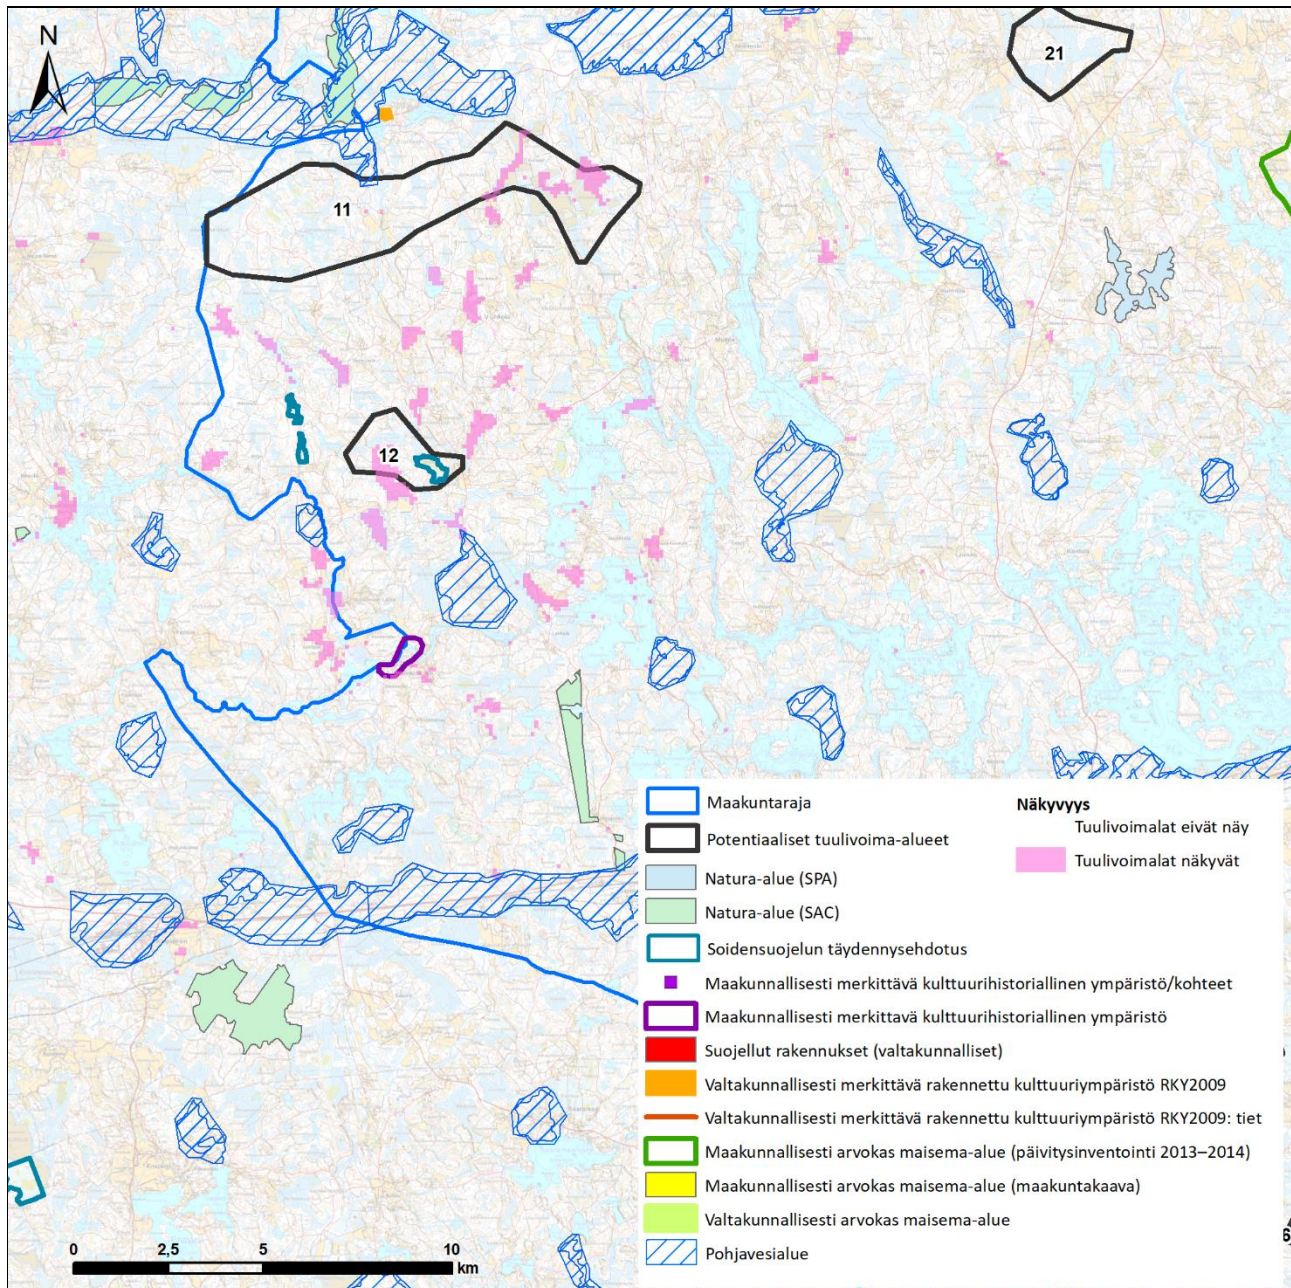 N
21
11
12
Maakuntaraja
Potentiaaliset tuulivoima-alueet
Natura-alue (SPA)
Natura-alue (SAC)
Soidensuojelun täydennysehdotus
Maakunnallisesti merkittävä kulttuurihistoriallinen ympäristö/kohteet
Maakunnallisesti merkittavä kulttuurihistoriallinen ympäristö
Suojellut rakennukset (valtakunnalliset)
Valtakunnallisesti merkittävä rakennettu kulttuuriympäristö RKY2009
Valtakunnallisesti merkittävä rakennettu kulttuuriympäristö RKY2009: tiet
Maakunnallisesti arvokas maisema-alue (päivitysinventointi 2013–2014)
Maakunnallisesti arvokas maisema-alue (maakuntakaava)
Valtakunnallisesti arvokas maisema-alue
Pohjavesialue
Näkyvyys
Tuulivoimalat eivät näy
Tuulivoimalat näkyvät
0 2,5 5 10
km